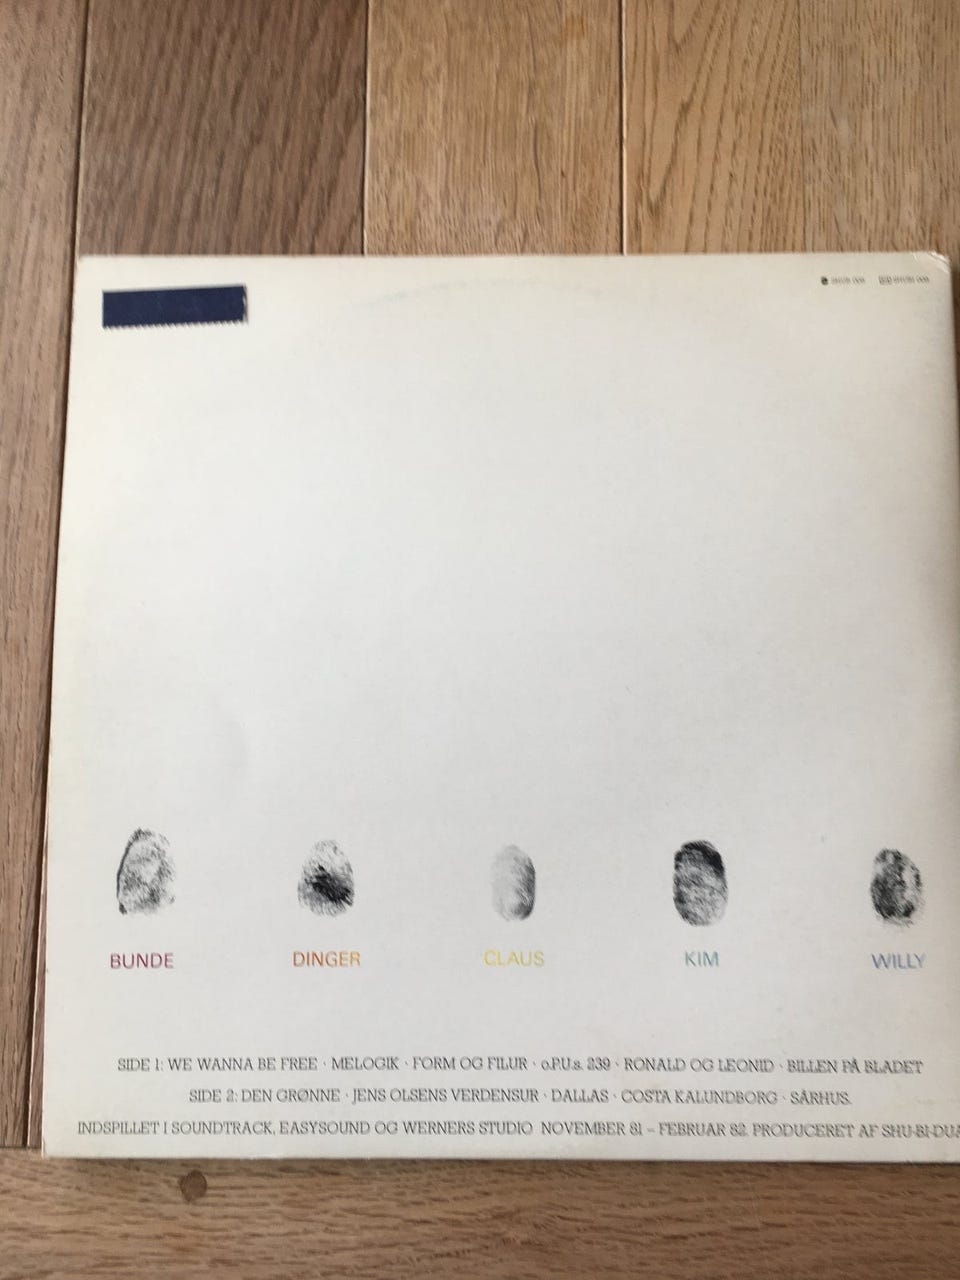 BUNDE DINGER CLAUS KIM WILLY
SIDE 1: WE WANNA BE FREE · MELOGIK · FORM OG FILUR · o.P.U.s. 239 · RONALD OG LEONID · BILLEN PÅ BLADET
SIDE 2: DEN GRØNNE · JENS OLSENS VERDENSUR · DALLAS · COSTA KALUNDBORG · SÅRHUS.
INDSPILLET I SOUNDTRACK, EASYSOUND OG WERNERS STUDIO NOVEMBER 81 – FEBRUAR 82. PRODUCERET AF SHU-BI-DUA